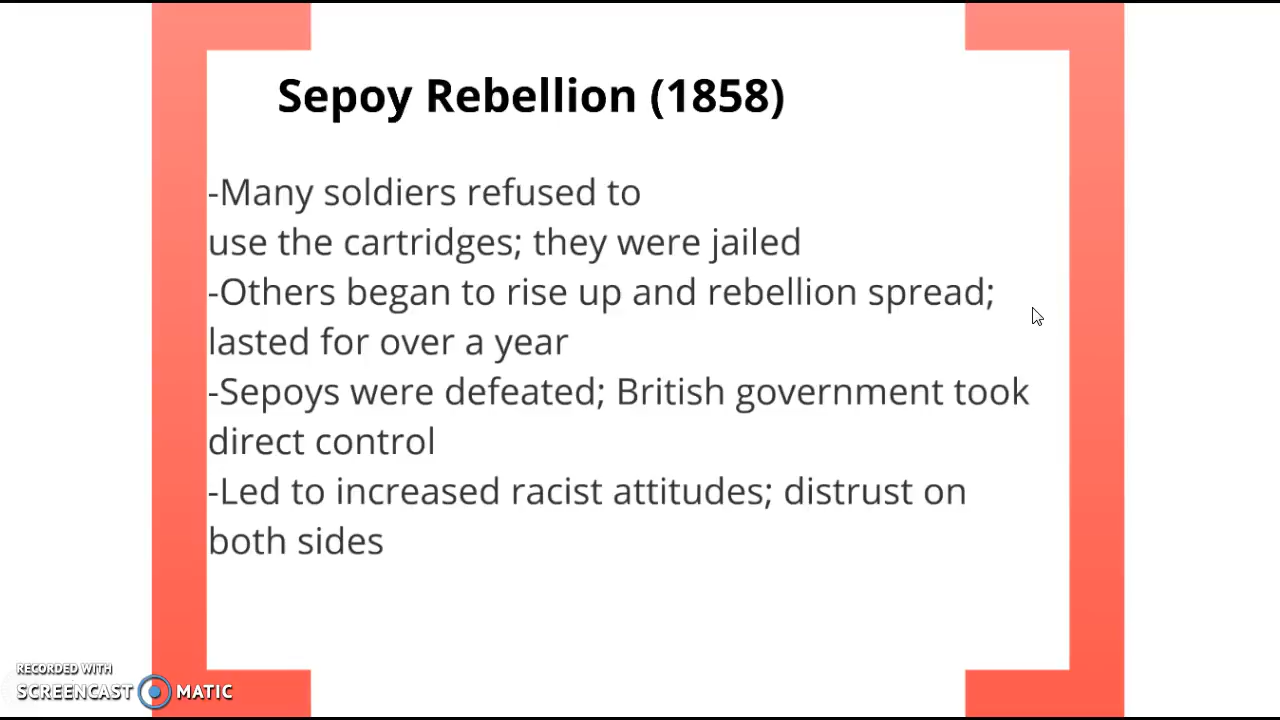 Sepoy Rebellion (1858)
-Many soldiers refused to
use the cartridges; they were jailed
-Others began to rise up and rebellion spread;
lasted for over a year
-Sepoys were defeated; British government took
direct control
-Led to increased racist attitudes; distrust on
both sides
RECORDED WITH
SCREENCAST MATIC